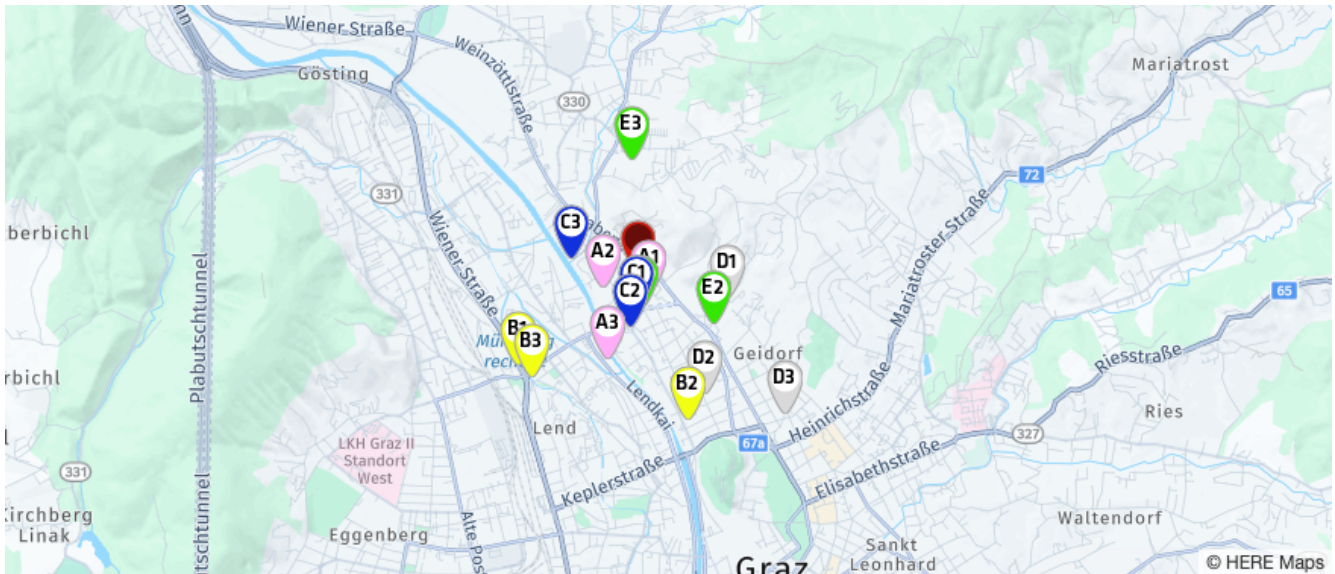 nn
Wiener Straße
Weinzöttlstraße
Gösting
Mariatrost
330
E3
331
72
Wiener Straße
Mariatroster Straße
berbichl
C3
A2
A1
D1
C1
E2
C2
Plabutschtunnel
65
B1
A3
B3
D2
Geidorf
Riesstraße
rbichl
B2
D3
Lendkai
Heinrichstraße
Ries
Lend
67a
327
LKH Graz II
Standort
West
331
Keplerstraße
Elisabethstraße
Kirchberg
Linak
Eggenberg
Alte Pos
utschtunnel
Waltendorf
Sankt
Leonhard
Graz
© HERE Maps